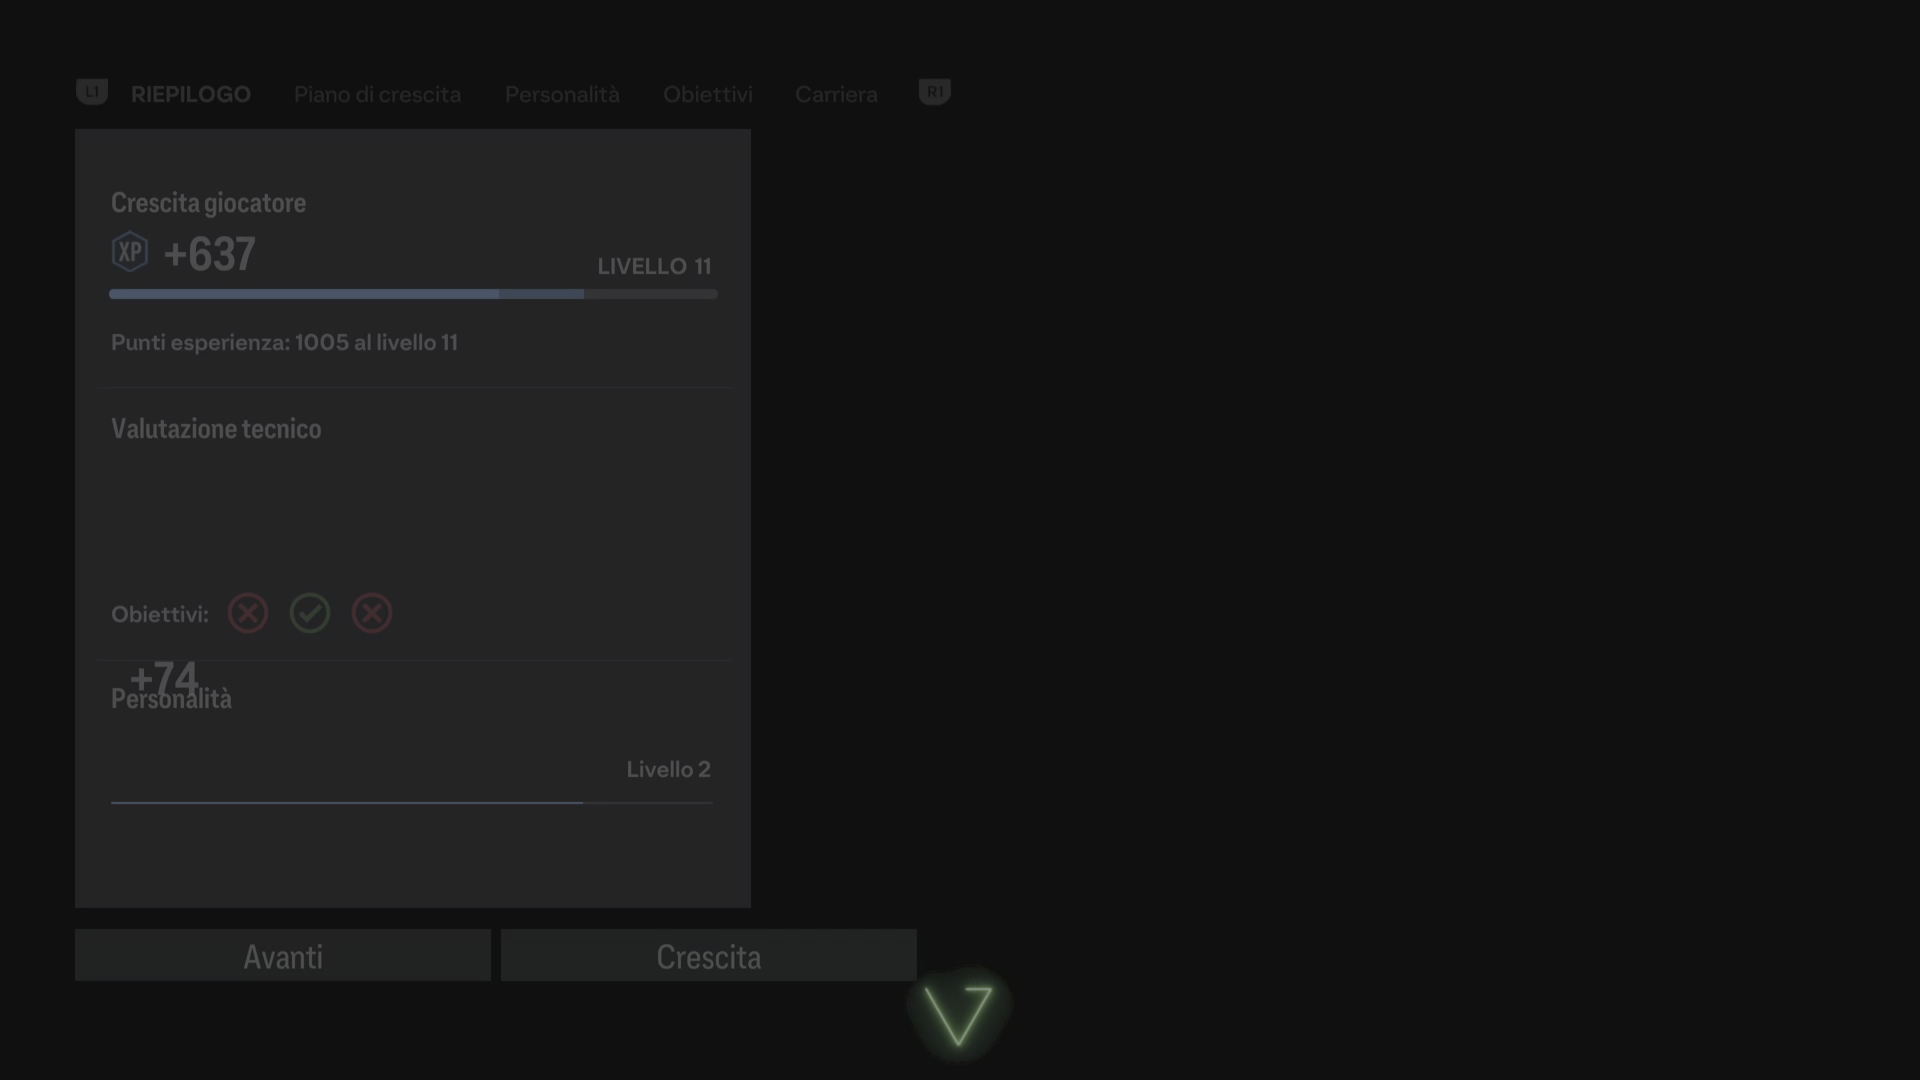 L1 RIEPILOGO Piano di crescita Personalità Obiettivi Carriera R1
Crescita giocatore
XP +637
LIVELLO 11
Punti esperienza: 1005 al livello 11
Valutazione tecnico
Obiettivi:
+74
Personalità
Livello 2
Avanti Crescita